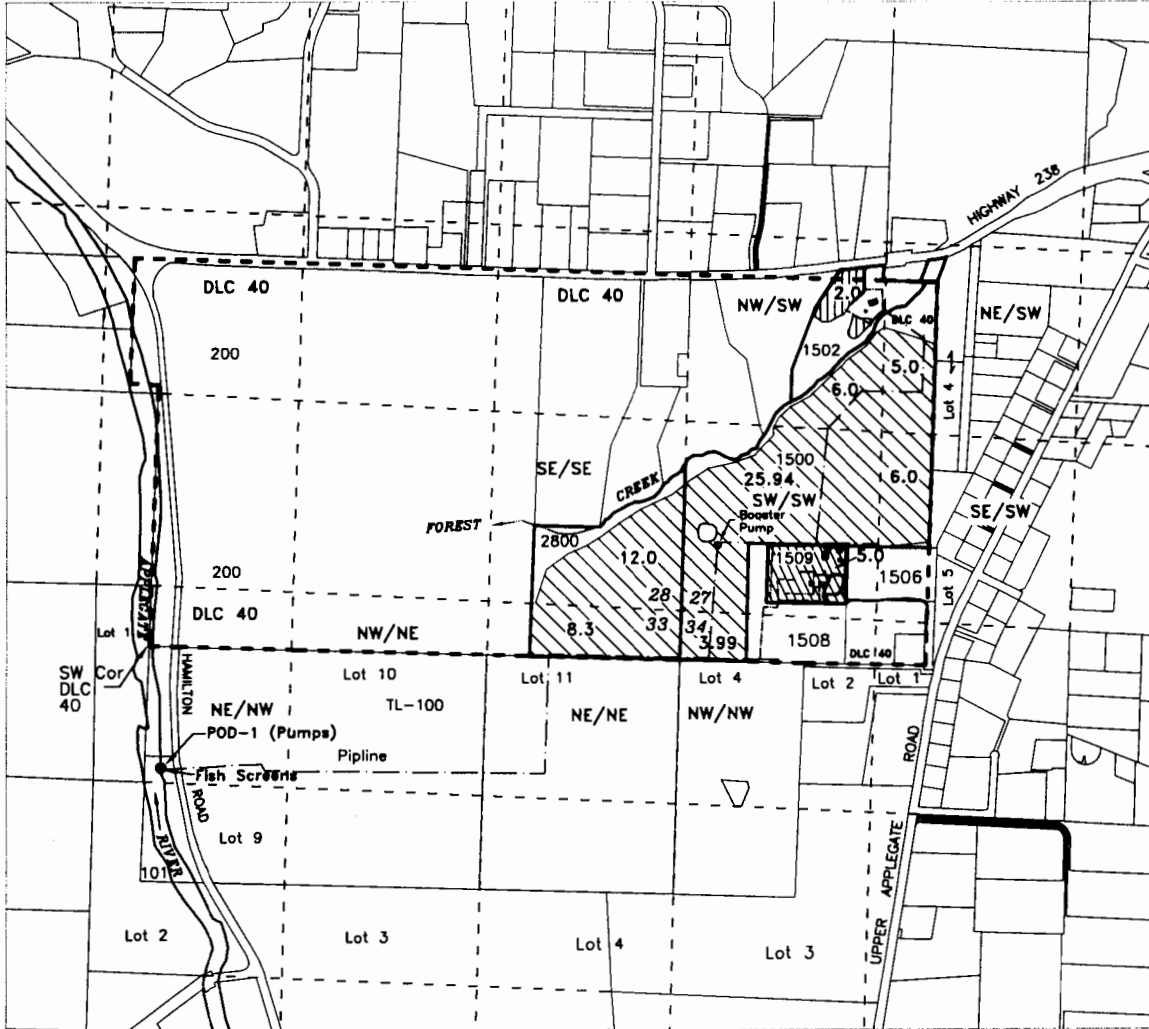 HIGHWAY 238
DLC 40
DLC 40
NW/SW
2.0
DLC 40
NE/SW
200
1502
5.0
6.0
Lot 4
SE/SE
1500
25.94
6.0
CREEK
SW/SW
SE/SW
FOREST
Booster
Pump
2800
12.0
1509
5.0
1506
Lot 5
200
28
27
APPLEGATE
DLC 40
Lot 1
NW/NE
8.3
33
34
3.99
1508
DLC 40
SW Cor
DLC
40
HAMILTON
Lot 10
Lot 11
Lot 4
Lot 2
Lot 1
NE/NW
TL-100
NE/NE
NW/NW
POD-1 (Pumps)
Pipline
Fish Screens
ROAD
ROAD
Lot 9
RIVER
101
APPLEGATE
Lot 2
Lot 3
Lot 4
Lot 3
UPPER